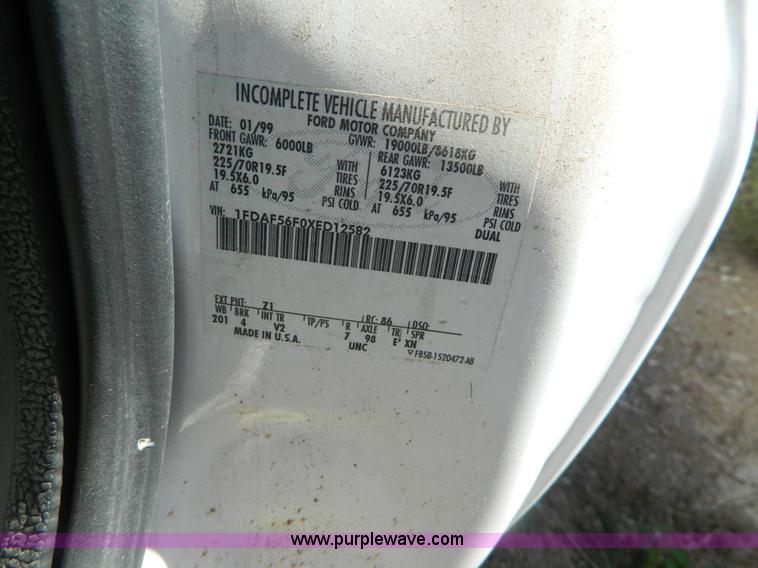 INCOMPLETE VEHICLE MANUFACTURED BY
FORD MOTOR COMPANY
DATE: 01/99 GVWR: 19000LB/8618KG
FRONT GAWR: 6000LB REAR GAWR: 13500LB
2721KG WITH 6123KG WITH
225/70R19.5F TIRES 225/70R19.5F TIRES
19.5X6.0 RIMS 19.5X6.0 RIMS
AT 655 kPa/95 PSI COLD AT 655 kPa/95 PSI COLD
DUAL
VIN: 1FDAF56F0XED12582
EXT PNT: Z1 RC: 86 DSO:
WB BRK INT TR TP/PS R AXLE TR SPR
201 4 V2 7 98 E XN
MADE IN U.S.A. UNC
F85B-1520472-AB
www.purplewave.com